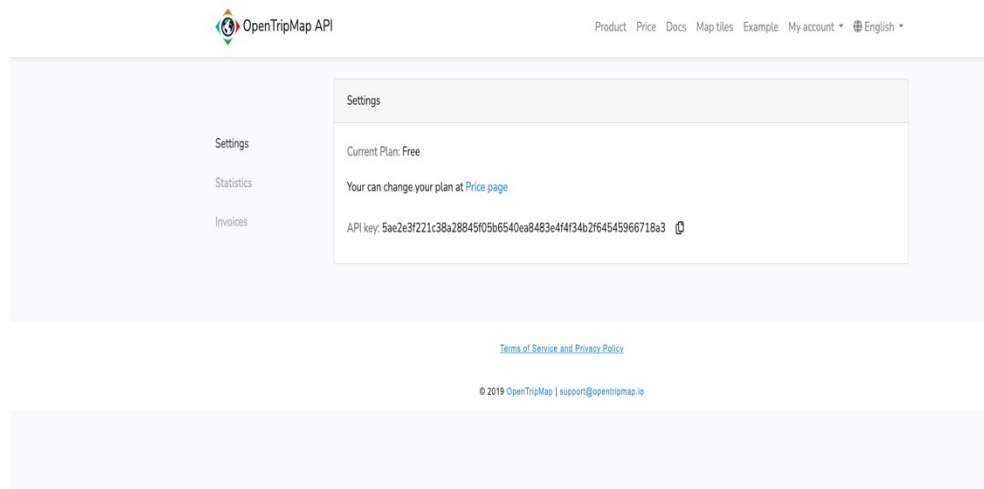 OpenTripMap API
Product Price Docs Map tiles Example My account English
Settings
Settings
Statistics
Invoices
Current Plan: Free
Your can change your plan at Price page
API key: 5ae2e3f221c38a28845f05b6540ea8483e4f4f34b2f64545966718a3
Terms of Service and Privacy Policy
© 2019 OpenTripMap | support@opentripmap.io